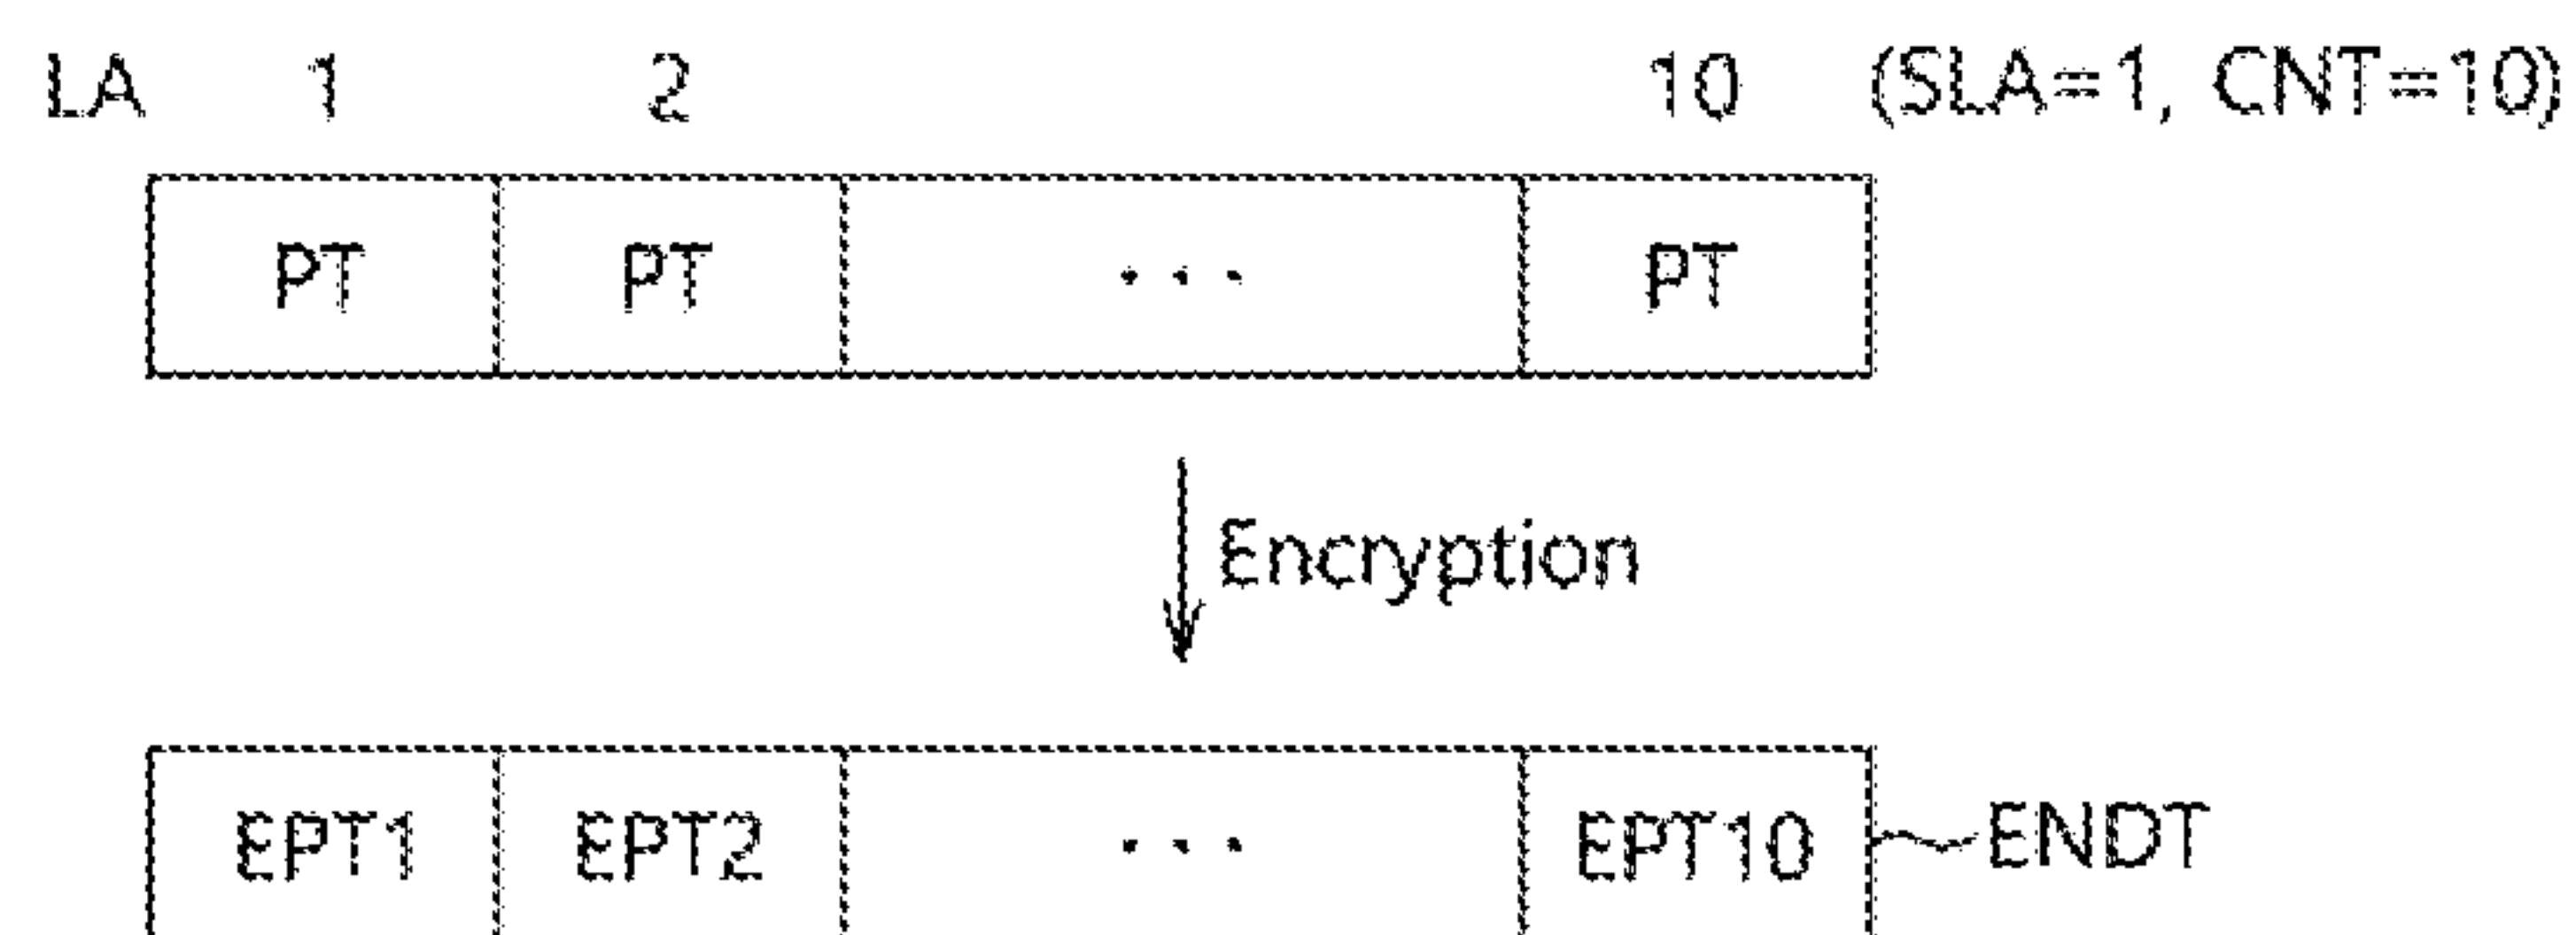 LA 1 2 10 (SLA=1, CNT=10)
PT PT ... PT
Encryption
EPT1 EPT2 ... EPT10 ENDT